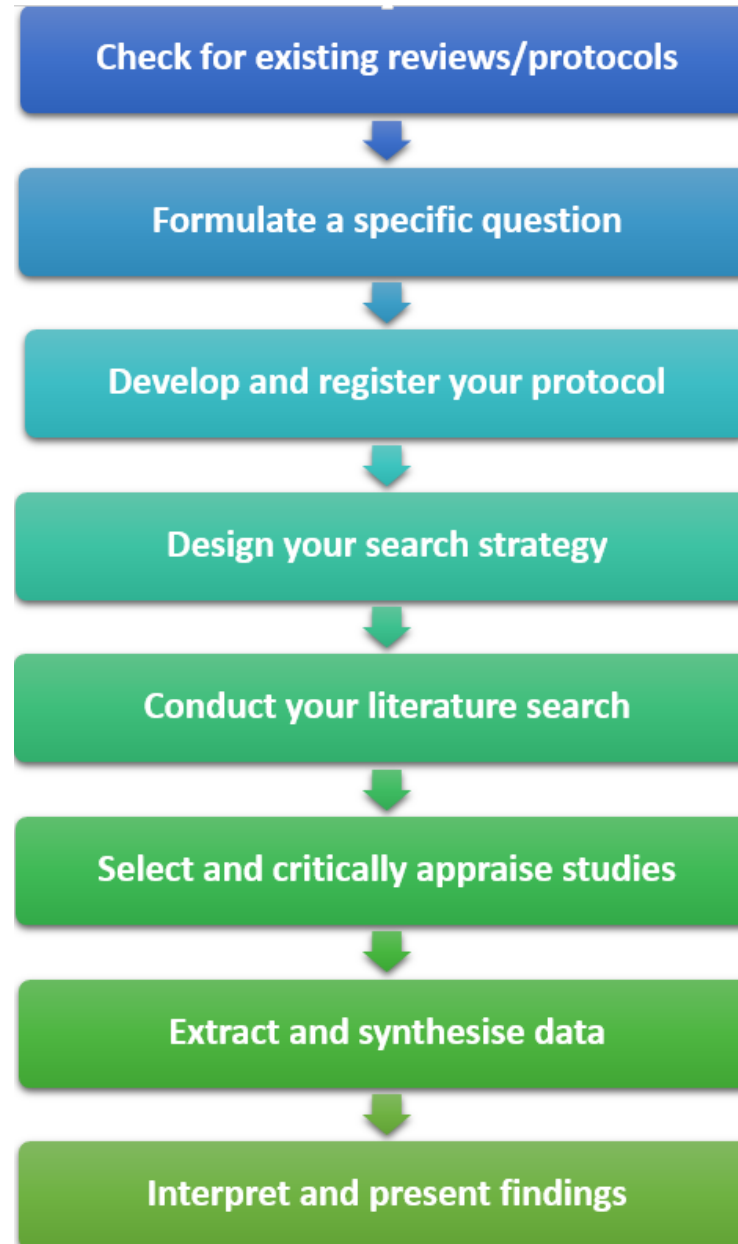 Check for existing reviews/protocols
Formulate a specific question
Develop and register your protocol
Design your search strategy
Conduct your literature search
Select and critically appraise studies
Extract and synthesise data
Interpret and present findings